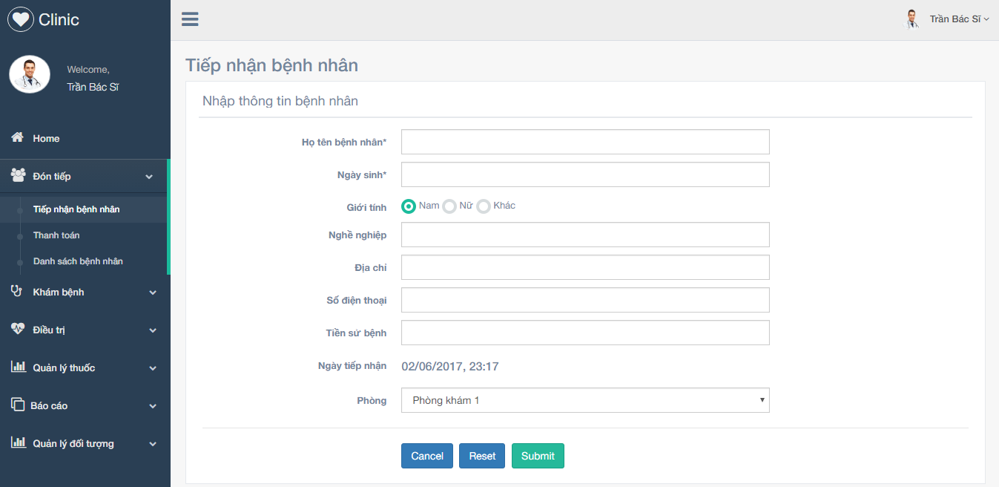 Clinic
Welcome,
Trần Bác Sĩ
Home
Đón tiếp
Tiếp nhận bệnh nhân
Thanh toán
Danh sách bệnh nhân
Khám bệnh
Điều trị
Quản lý thuốc
Báo cáo
Quản lý đối tượng
Trần Bác Sĩ
Tiếp nhận bệnh nhân
Nhập thông tin bệnh nhân
Họ tên bệnh nhân*
Ngày sinh*
Giới tính Nam Nữ Khác
Nghề nghiệp
Địa chỉ
Số điện thoại
Tiền sử bệnh
Ngày tiếp nhận 02/06/2017, 23:17
Phòng Phòng khám 1
Cancel Reset Submit